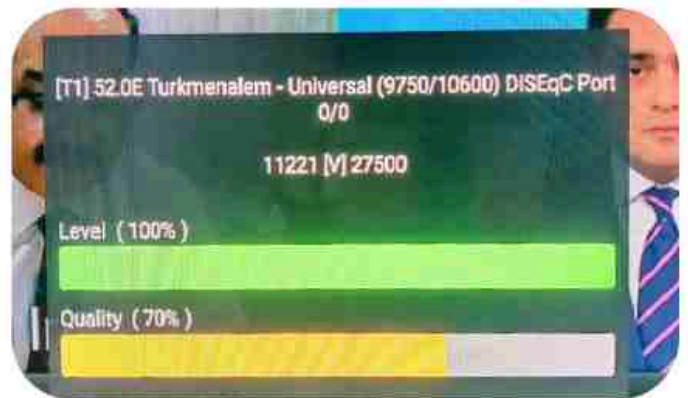 [T1] 52.0E Turkmenalem - Universal (9750/10600) DISEqC Port
0/0
11221 [V] 27500
Level ( 100% )
Quality ( 70% )